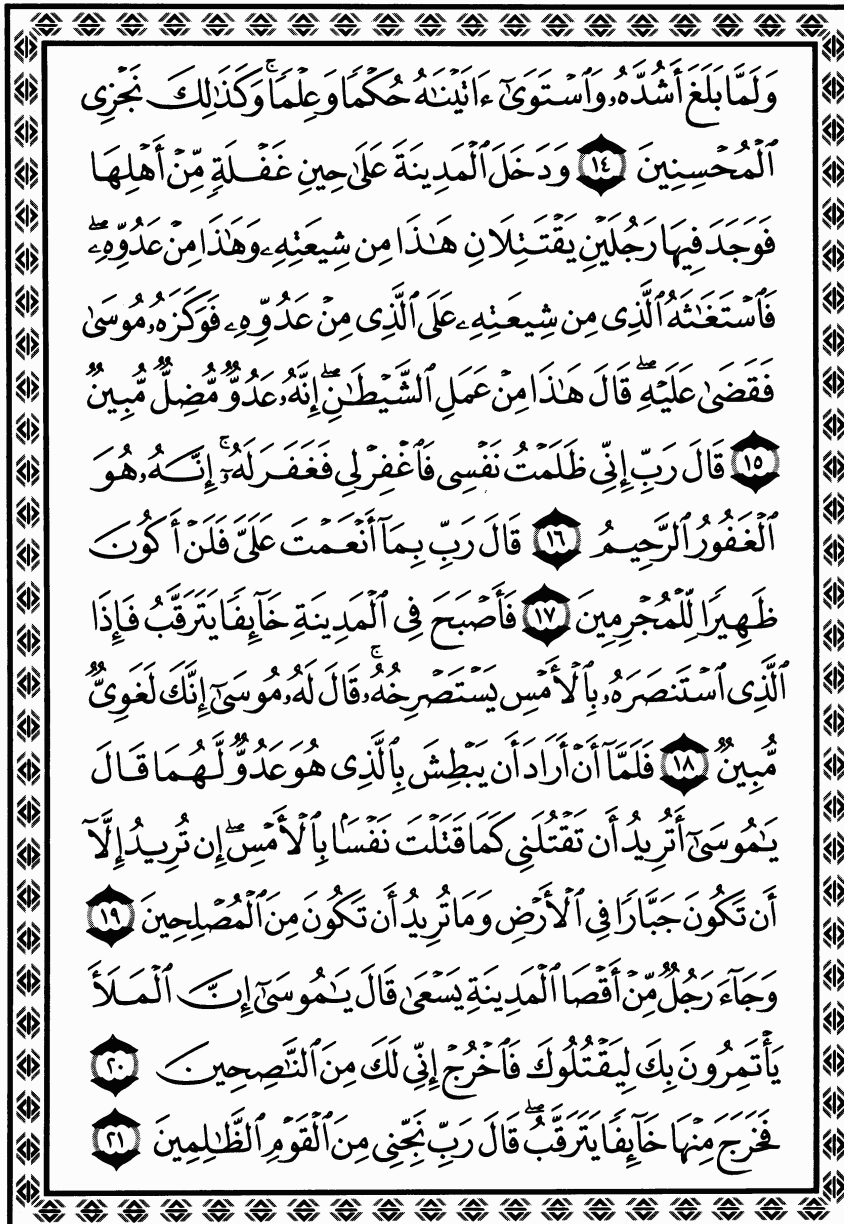 وَلَمَّا بَلَغَ أَشُدَّهُۥ وَٱسْتَوَىٰٓ ءَاتَيْنَٰهُ حُكْمًا وَعِلْمًا ۚ وَكَذَٰلِكَ نَجْزِى
ٱلْمُحْسِنِينَ ١٤ وَدَخَلَ ٱلْمَدِينَةَ عَلَىٰ حِينِ غَفْلَةٍ مِّنْ أَهْلِهَا
فَوَجَدَ فِيهَا رَجُلَيْنِ يَقْتَتِلَانِ هَٰذَا مِن شِيعَتِهِۦ وَهَٰذَا مِنْ عَدُوِّهِۦ ۖ
فَٱسْتَغَٰثَهُ ٱلَّذِى مِن شِيعَتِهِۦ عَلَى ٱلَّذِى مِنْ عَدُوِّهِۦ فَوَكَزَهُۥ مُوسَىٰ
فَقَضَىٰ عَلَيْهِ ۖ قَالَ هَٰذَا مِنْ عَمَلِ ٱلشَّيْطَٰنِ ۖ إِنَّهُۥ عَدُوٌّ مُّضِلٌّ مُّبِينٌ
١٥ قَالَ رَبِّ إِنِّى ظَلَمْتُ نَفْسِى فَٱغْفِرْ لِى فَغَفَرَ لَهُۥٓ ۚ إِنَّهُۥ هُوَ
ٱلْغَفُورُ ٱلرَّحِيمُ ١٦ قَالَ رَبِّ بِمَآ أَنْعَمْتَ عَلَىَّ فَلَنْ أَكُونَ
ظَهِيرًا لِّلْمُجْرِمِينَ ١٧ فَأَصْبَحَ فِى ٱلْمَدِينَةِ خَآئِفًا يَتَرَقَّبُ فَإِذَا
ٱلَّذِى ٱسْتَنصَرَهُۥ بِٱلْأَمْسِ يَسْتَصْرِخُهُۥ ۚ قَالَ لَهُۥ مُوسَىٰٓ إِنَّكَ لَغَوِىٌّ
مُّبِينٌ ١٨ فَلَمَّآ أَنْ أَرَادَ أَن يَبْطِشَ بِٱلَّذِى هُوَ عَدُوٌّ لَّهُمَا قَالَ
يَٰمُوسَىٰٓ أَتُرِيدُ أَن تَقْتُلَنِى كَمَا قَتَلْتَ نَفْسًۢا بِٱلْأَمْسِ ۖ إِن تُرِيدُ إِلَّآ
أَن تَكُونَ جَبَّارًا فِى ٱلْأَرْضِ وَمَا تُرِيدُ أَن تَكُونَ مِنَ ٱلْمُصْلِحِينَ ١٩
وَجَآءَ رَجُلٌ مِّنْ أَقْصَا ٱلْمَدِينَةِ يَسْعَىٰ قَالَ يَٰمُوسَىٰٓ إِنَّ ٱلْمَلَأَ
يَأْتَمِرُونَ بِكَ لِيَقْتُلُوكَ فَٱخْرُجْ إِنِّى لَكَ مِنَ ٱلنَّٰصِحِينَ ٢٠
فَخَرَجَ مِنْهَا خَآئِفًا يَتَرَقَّبُ ۖ قَالَ رَبِّ نَجِّنِى مِنَ ٱلْقَوْمِ ٱلظَّٰلِمِينَ ٢١